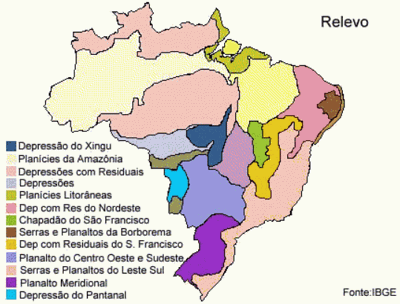 Relevo
Depressão do Xingu
Planícies da Amazônia
Depressões com Residuais
Depressões
Planícies Litorâneas
Dep com Res do Nordeste
Chapadão do São Francisco
Serras e Planaltos da Borborema
Dep com Residuais do S. Francisco
Planalto do Centro Oeste e Sudeste
Serras e Planaltos do Leste Sul
Planalto Meridional
Depressão do Pantanal
Fonte:IBGE